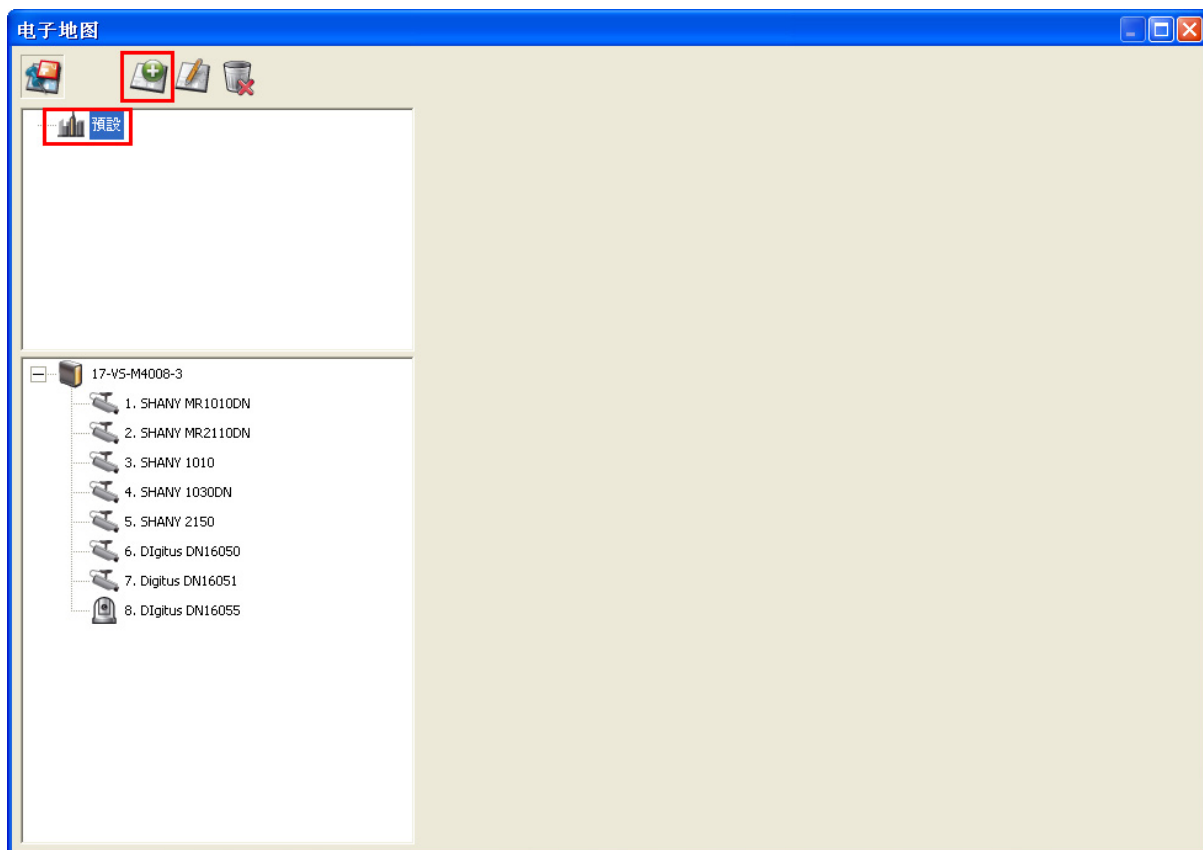 电子地图
預設
17-VS-M4008-3
1. SHANY MR1010DN
2. SHANY MR2110DN
3. SHANY 1010
4. SHANY 1030DN
5. SHANY 2150
6. DIgitus DN16050
7. Digitus DN16051
8. DIgitus DN16055